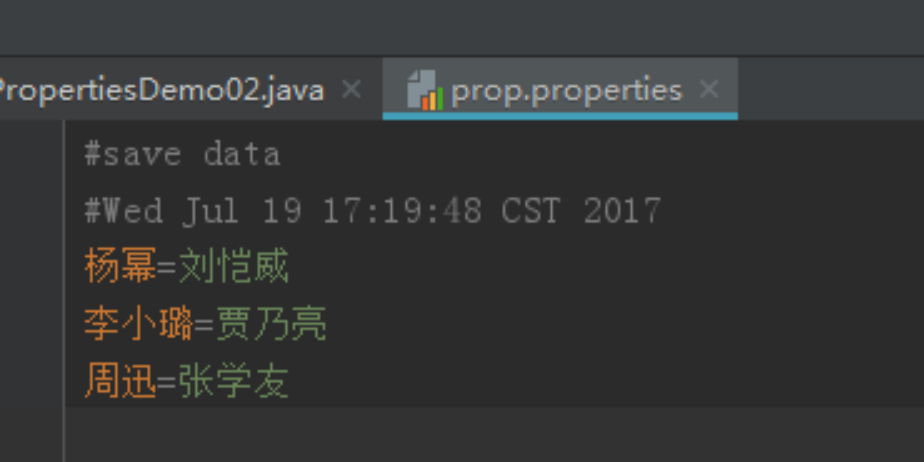 PropertiesDemo02.java prop.properties
#save data
#Wed Jul 19 17:19:48 CST 2017
杨幂=刘恺威
李小璐=贾乃亮
周迅=张学友